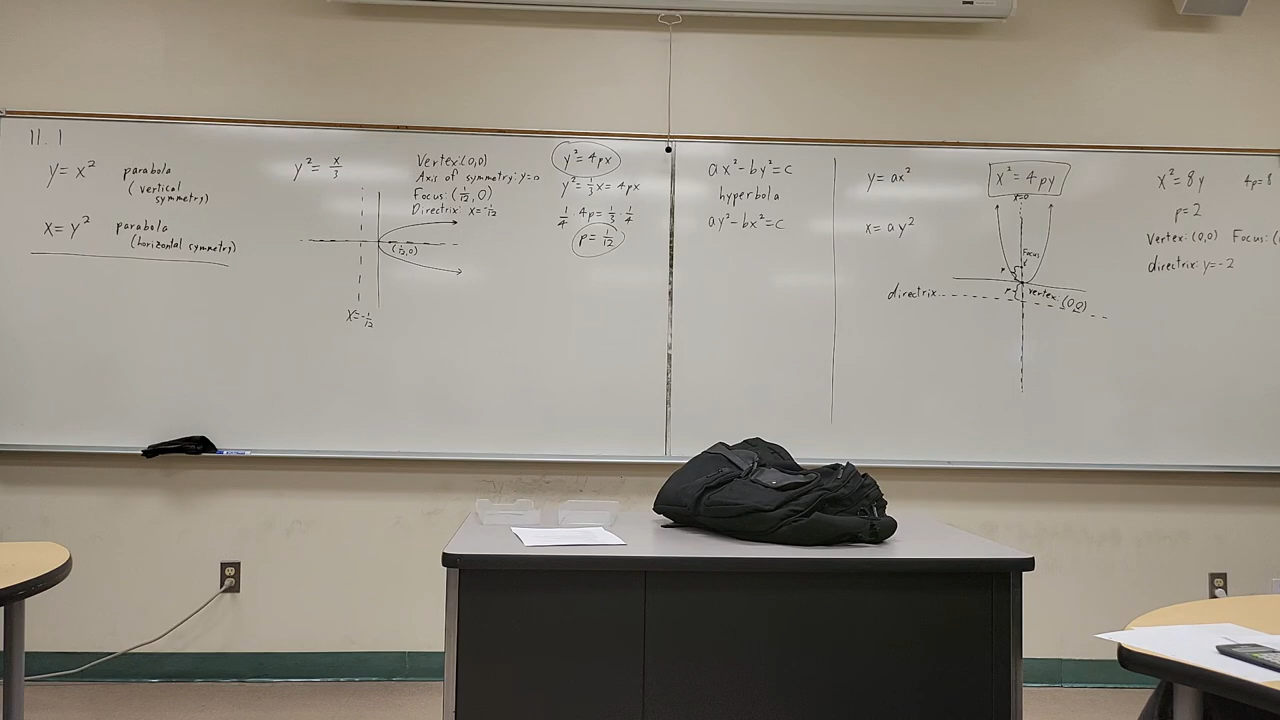 11.1
y = x²
parabola
(vertical
symmetry)
x = y²
parabola
(horizontal symmetry)
y² = x/3
Vertex: (0,0)
Axis of symmetry: y=0
Focus: (1/12, 0)
Directrix: x=-1/12
(1/12, 0)
x=-1/12
y² = 4px
y² = 1/3 x = 4px
1/4 · 4p = 1/3 · 1/4
p = 1/12
ax²-by²=c
hyperbola
ay²-bx²=c
y = ax²
x = ay²
x² = 4py
x=0
Focus
p
p
vertex: (0,0)
directrix
x² = 8y
4p=8
p=2
Vertex: (0,0) Focus: (
directrix: y=-2